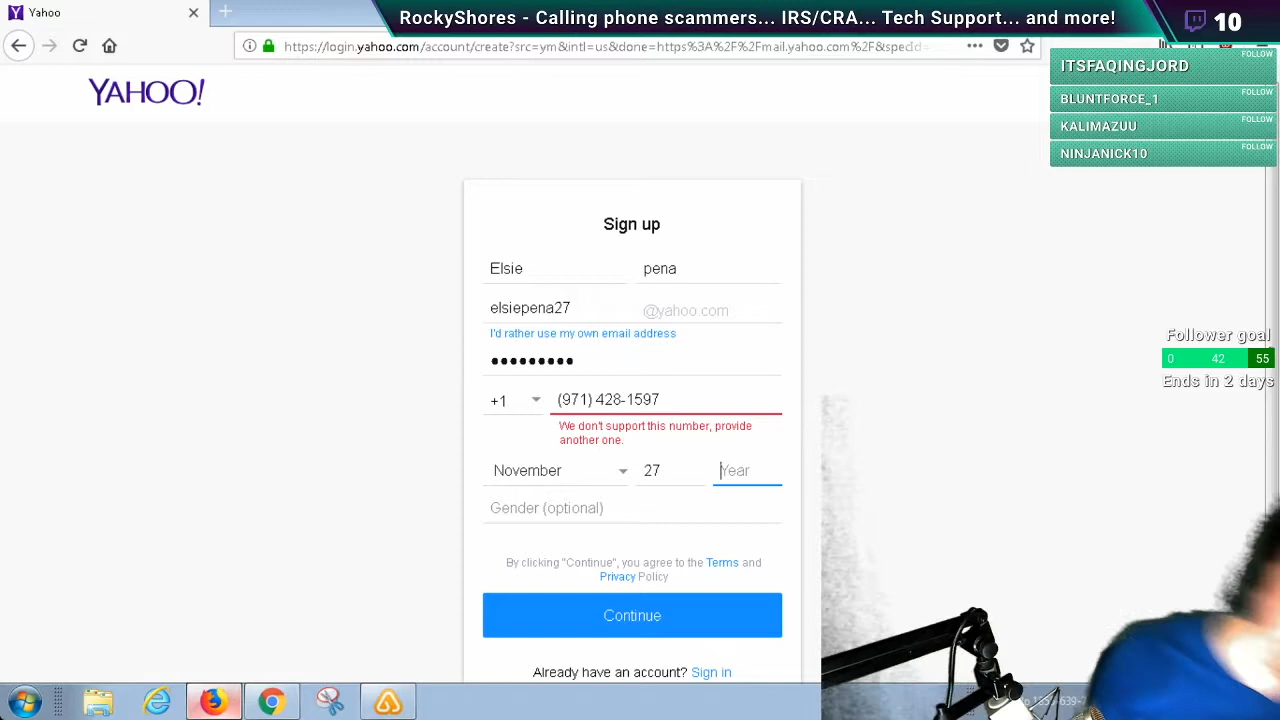 Yahoo
RockyShores - Calling phone scammers... IRS/CRA... Tech Support... and more!
10
https://login.yahoo.com/account/create?src=ym&intl=us&done=https%3A%2F%2Fmail.yahoo.com%2F&specId=
YAHOO!
ITSFAQINGJORD FOLLOW
BLUNTFORCE_1 FOLLOW
KALIMAZUU FOLLOW
NINJANICK10 FOLLOW
Sign up
Elsie pena
elsiepena27 @yahoo.com
I'd rather use my own email address
+1 (971) 428-1597
We don't support this number, provide
another one.
November 27 Year
Gender (optional)
By clicking "Continue", you agree to the Terms and
Privacy Policy
Continue
Already have an account? Sign in
Follower goal
0 42 55
Ends in 2 days